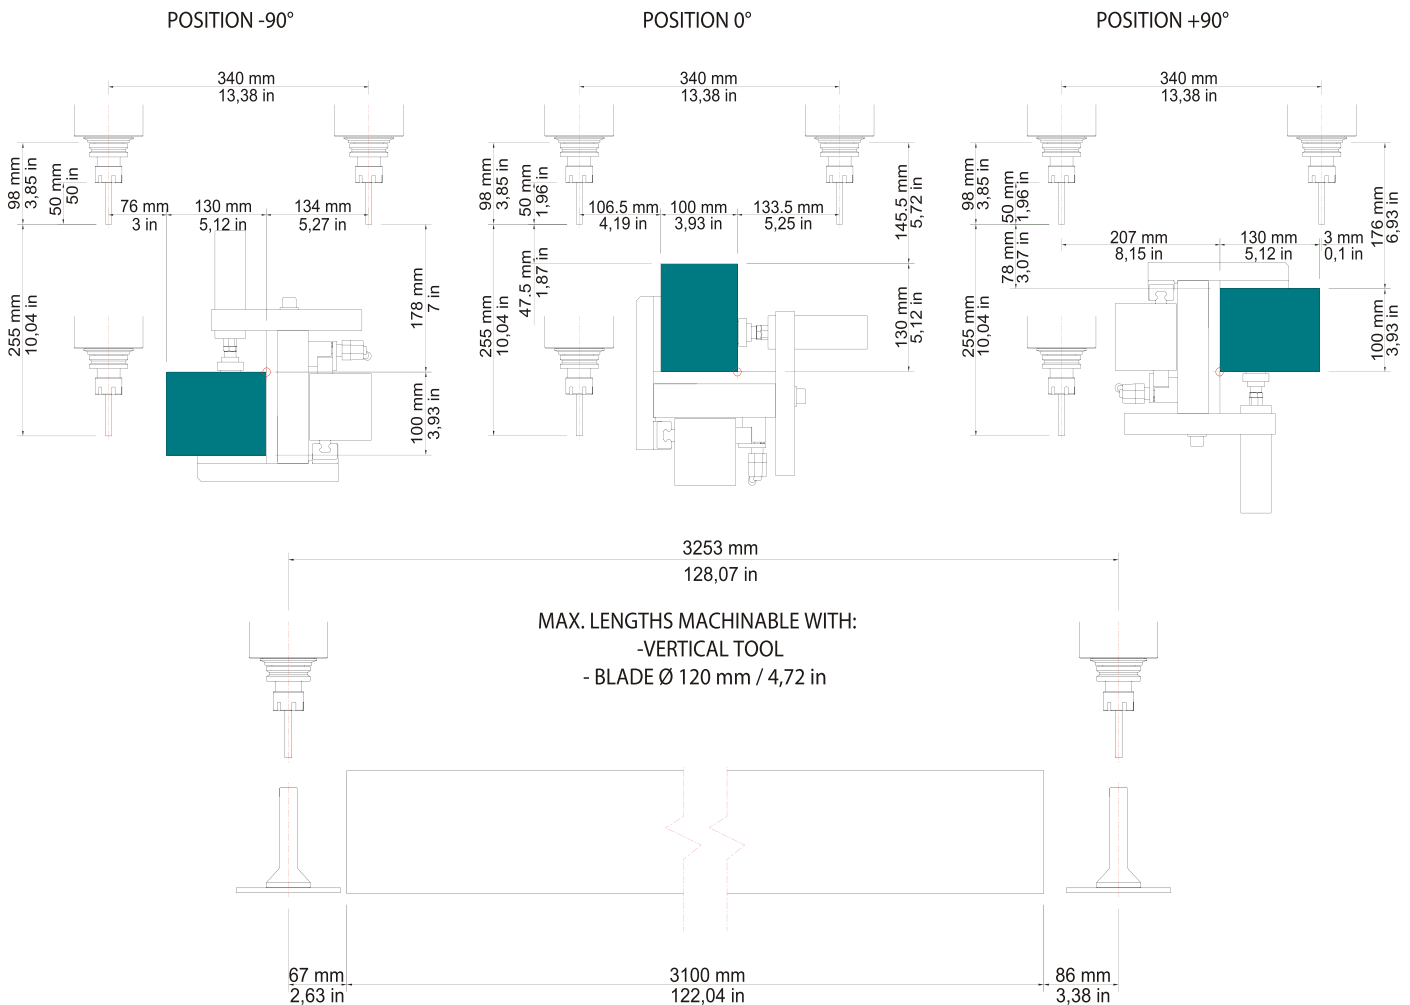 POSITION -90°
POSITION 0°
POSITION +90°
340 mm
13,38 in
98 mm
3,85 in
50 mm
50 in
76 mm
3 in
130 mm
5,12 in
134 mm
5,27 in
255 mm
10,04 in
178 mm
7 in
100 mm
3,93 in
340 mm
13,38 in
98 mm
3,85 in
50 mm
1,96 in
106.5 mm
4,19 in
100 mm
3,93 in
133.5 mm
5,25 in
145.5 mm
5,72 in
47.5 mm
1,87 in
255 mm
10,04 in
130 mm
5,12 in
340 mm
13,38 in
98 mm
3,85 in
50 mm
1,96 in
207 mm
8,15 in
130 mm
5,12 in
3 mm
0,1 in
176 mm
6,93 in
78 mm
3,07 in
255 mm
10,04 in
100 mm
3,93 in
3253 mm
128,07 in
MAX. LENGTHS MACHINABLE WITH:
-VERTICAL TOOL
- BLADE Ø 120 mm / 4,72 in
67 mm
2,63 in
3100 mm
122,04 in
86 mm
3,38 in